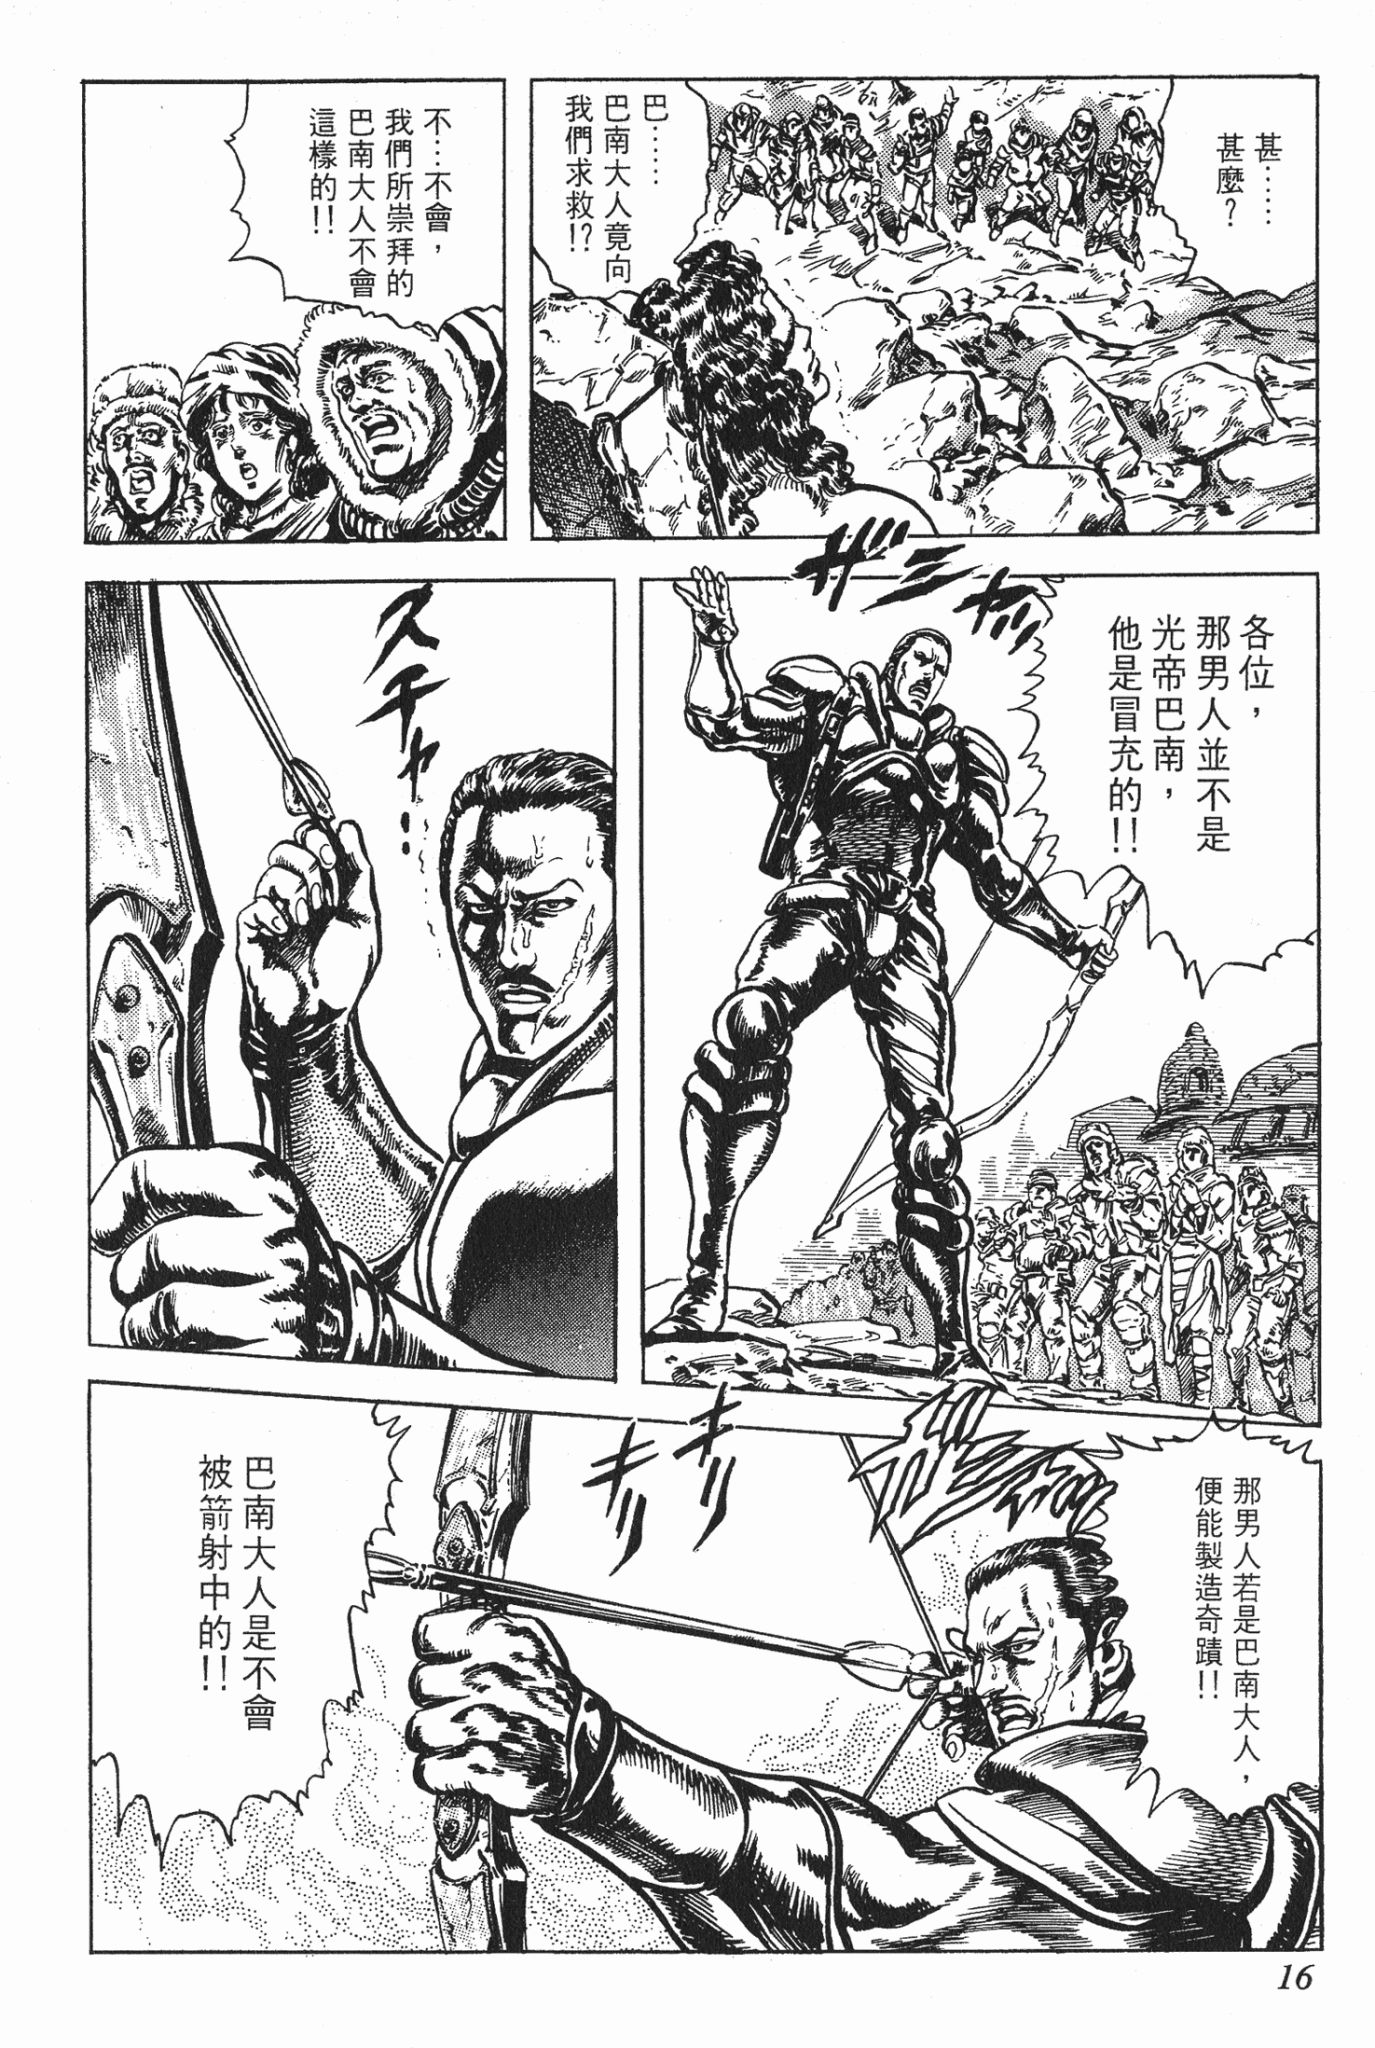 甚……
甚麼？
巴……
巴南大人竟向
我們求救!?
不…不會，
我們所崇拜的
巴南大人不會
這樣的!!
ザシャッ
各位，
那男人並不是
光帝巴南，
他是冒充的!!
スチャ…
那男人若是巴南大人，
便能製造奇蹟!!
キリキリ
巴南大人是不會
被箭射中的!!
16